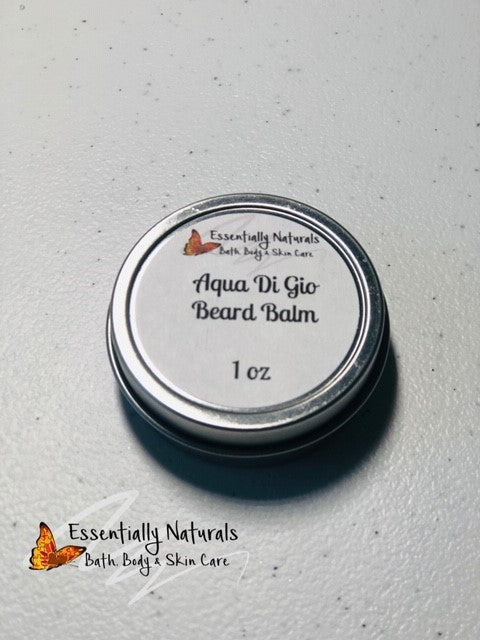 Essentially Naturals
Bath, Body & Skin Care
Aqua Di Gio
Beard Balm
1 oz
Essentially Naturals
Bath, Body & Skin Care